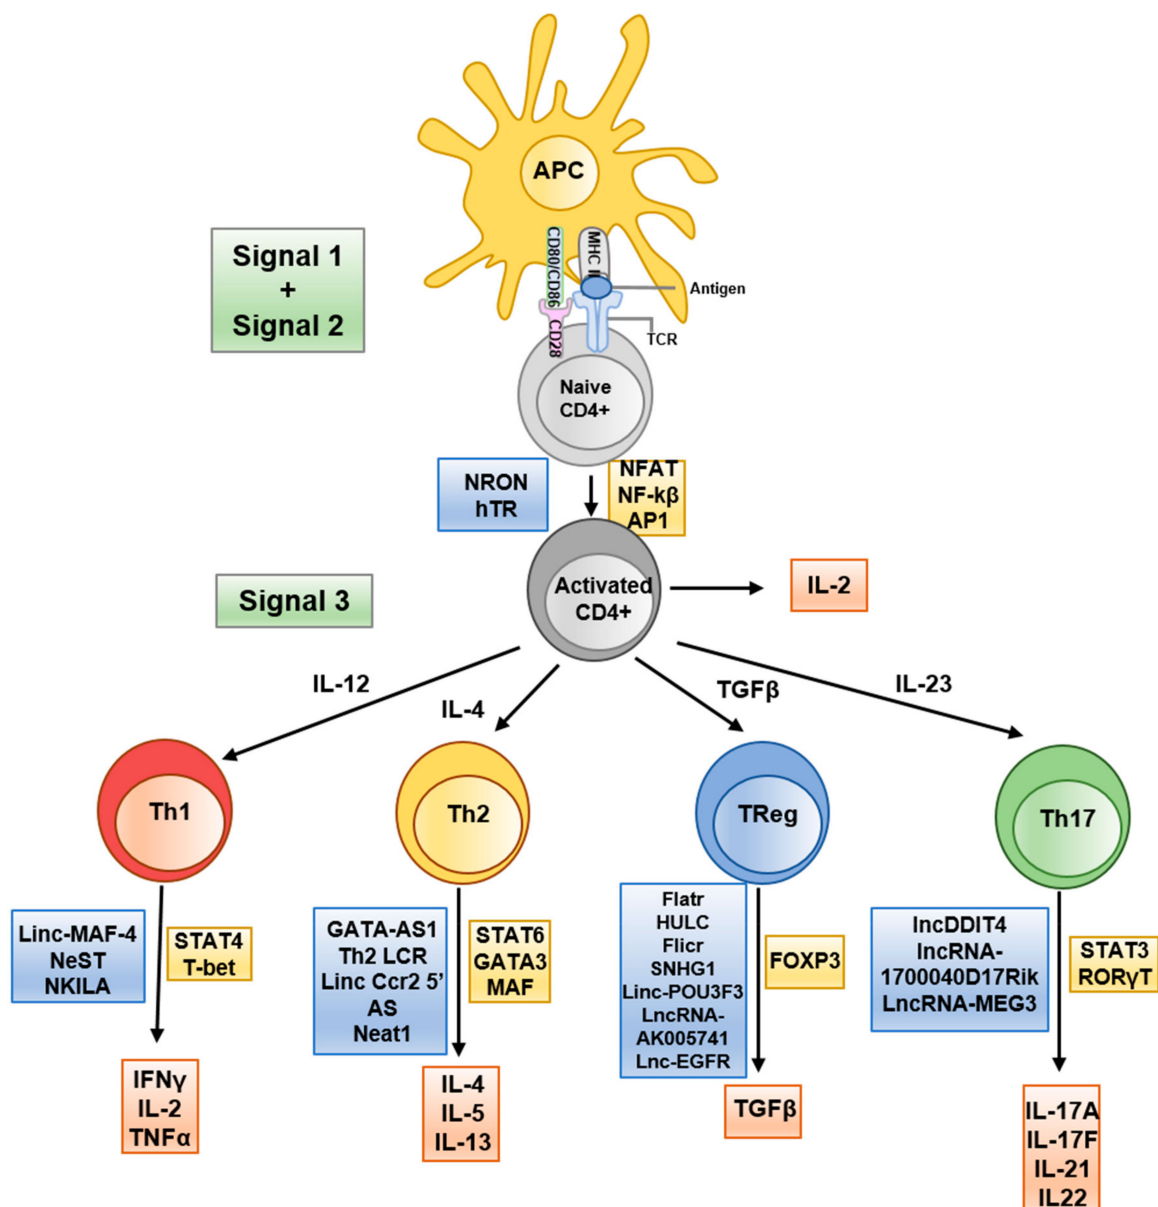 APC
CD80/CD86
MHC II
Signal 1
+
Signal 2
Antigen
TCR
CD28
Naive
CD4+
NRON
hTR
NFAT
NF-kβ
AP1
Activated
CD4+
IL-2
Signal 3
IL-12
IL-4
TGFβ
IL-23
Th1
Th2
TReg
Th17
Linc-MAF-4
NeST
NKILA
STAT4
T-bet
GATA-AS1
Th2 LCR
Linc Ccr2 5’
AS
Neat1
STAT6
GATA3
MAF
Flatr
HULC
Flicr
SNHG1
Linc-POU3F3
LncRNA-
AK005741
Lnc-EGFR
FOXP3
lncDDIT4
lncRNA-
1700040D17Rik
LncRNA-MEG3
STAT3
RORγT
IFNγ
IL-2
TNFα
IL-4
IL-5
IL-13
TGFβ
IL-17A
IL-17F
IL-21
IL22